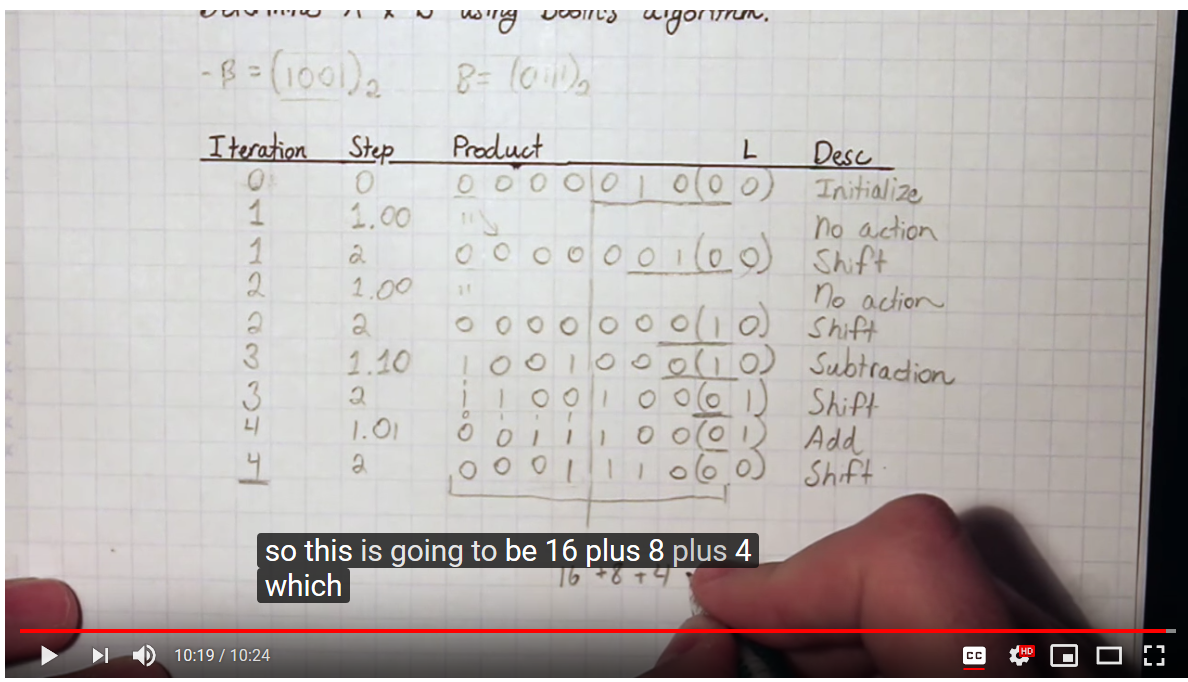 using Booth's algorithm.
- B = (1001)₂ B = (0111)₂
Iteration Step Product L Desc
0 0 0 0 0 0 0 1 0 (0 0) Initialize
1 1.00 " No action
1 2 0 0 0 0 0 0 1 (0 0) Shift
2 1.00 " No action
2 2 0 0 0 0 0 0 0 (1 0) Shift
3 1.10 1 0 0 1 0 0 0 (1 0) Subtraction
3 2 1 1 0 0 1 0 0 (0 1) Shift
4 1.01 0 0 1 1 1 0 0 (0 1) Add
4 2 0 0 0 1 1 1 0 (0 0) Shift
so this is going to be 16 plus 8 plus 4
which
16 + 8 + 4
10:19 / 10:24
CC
HD